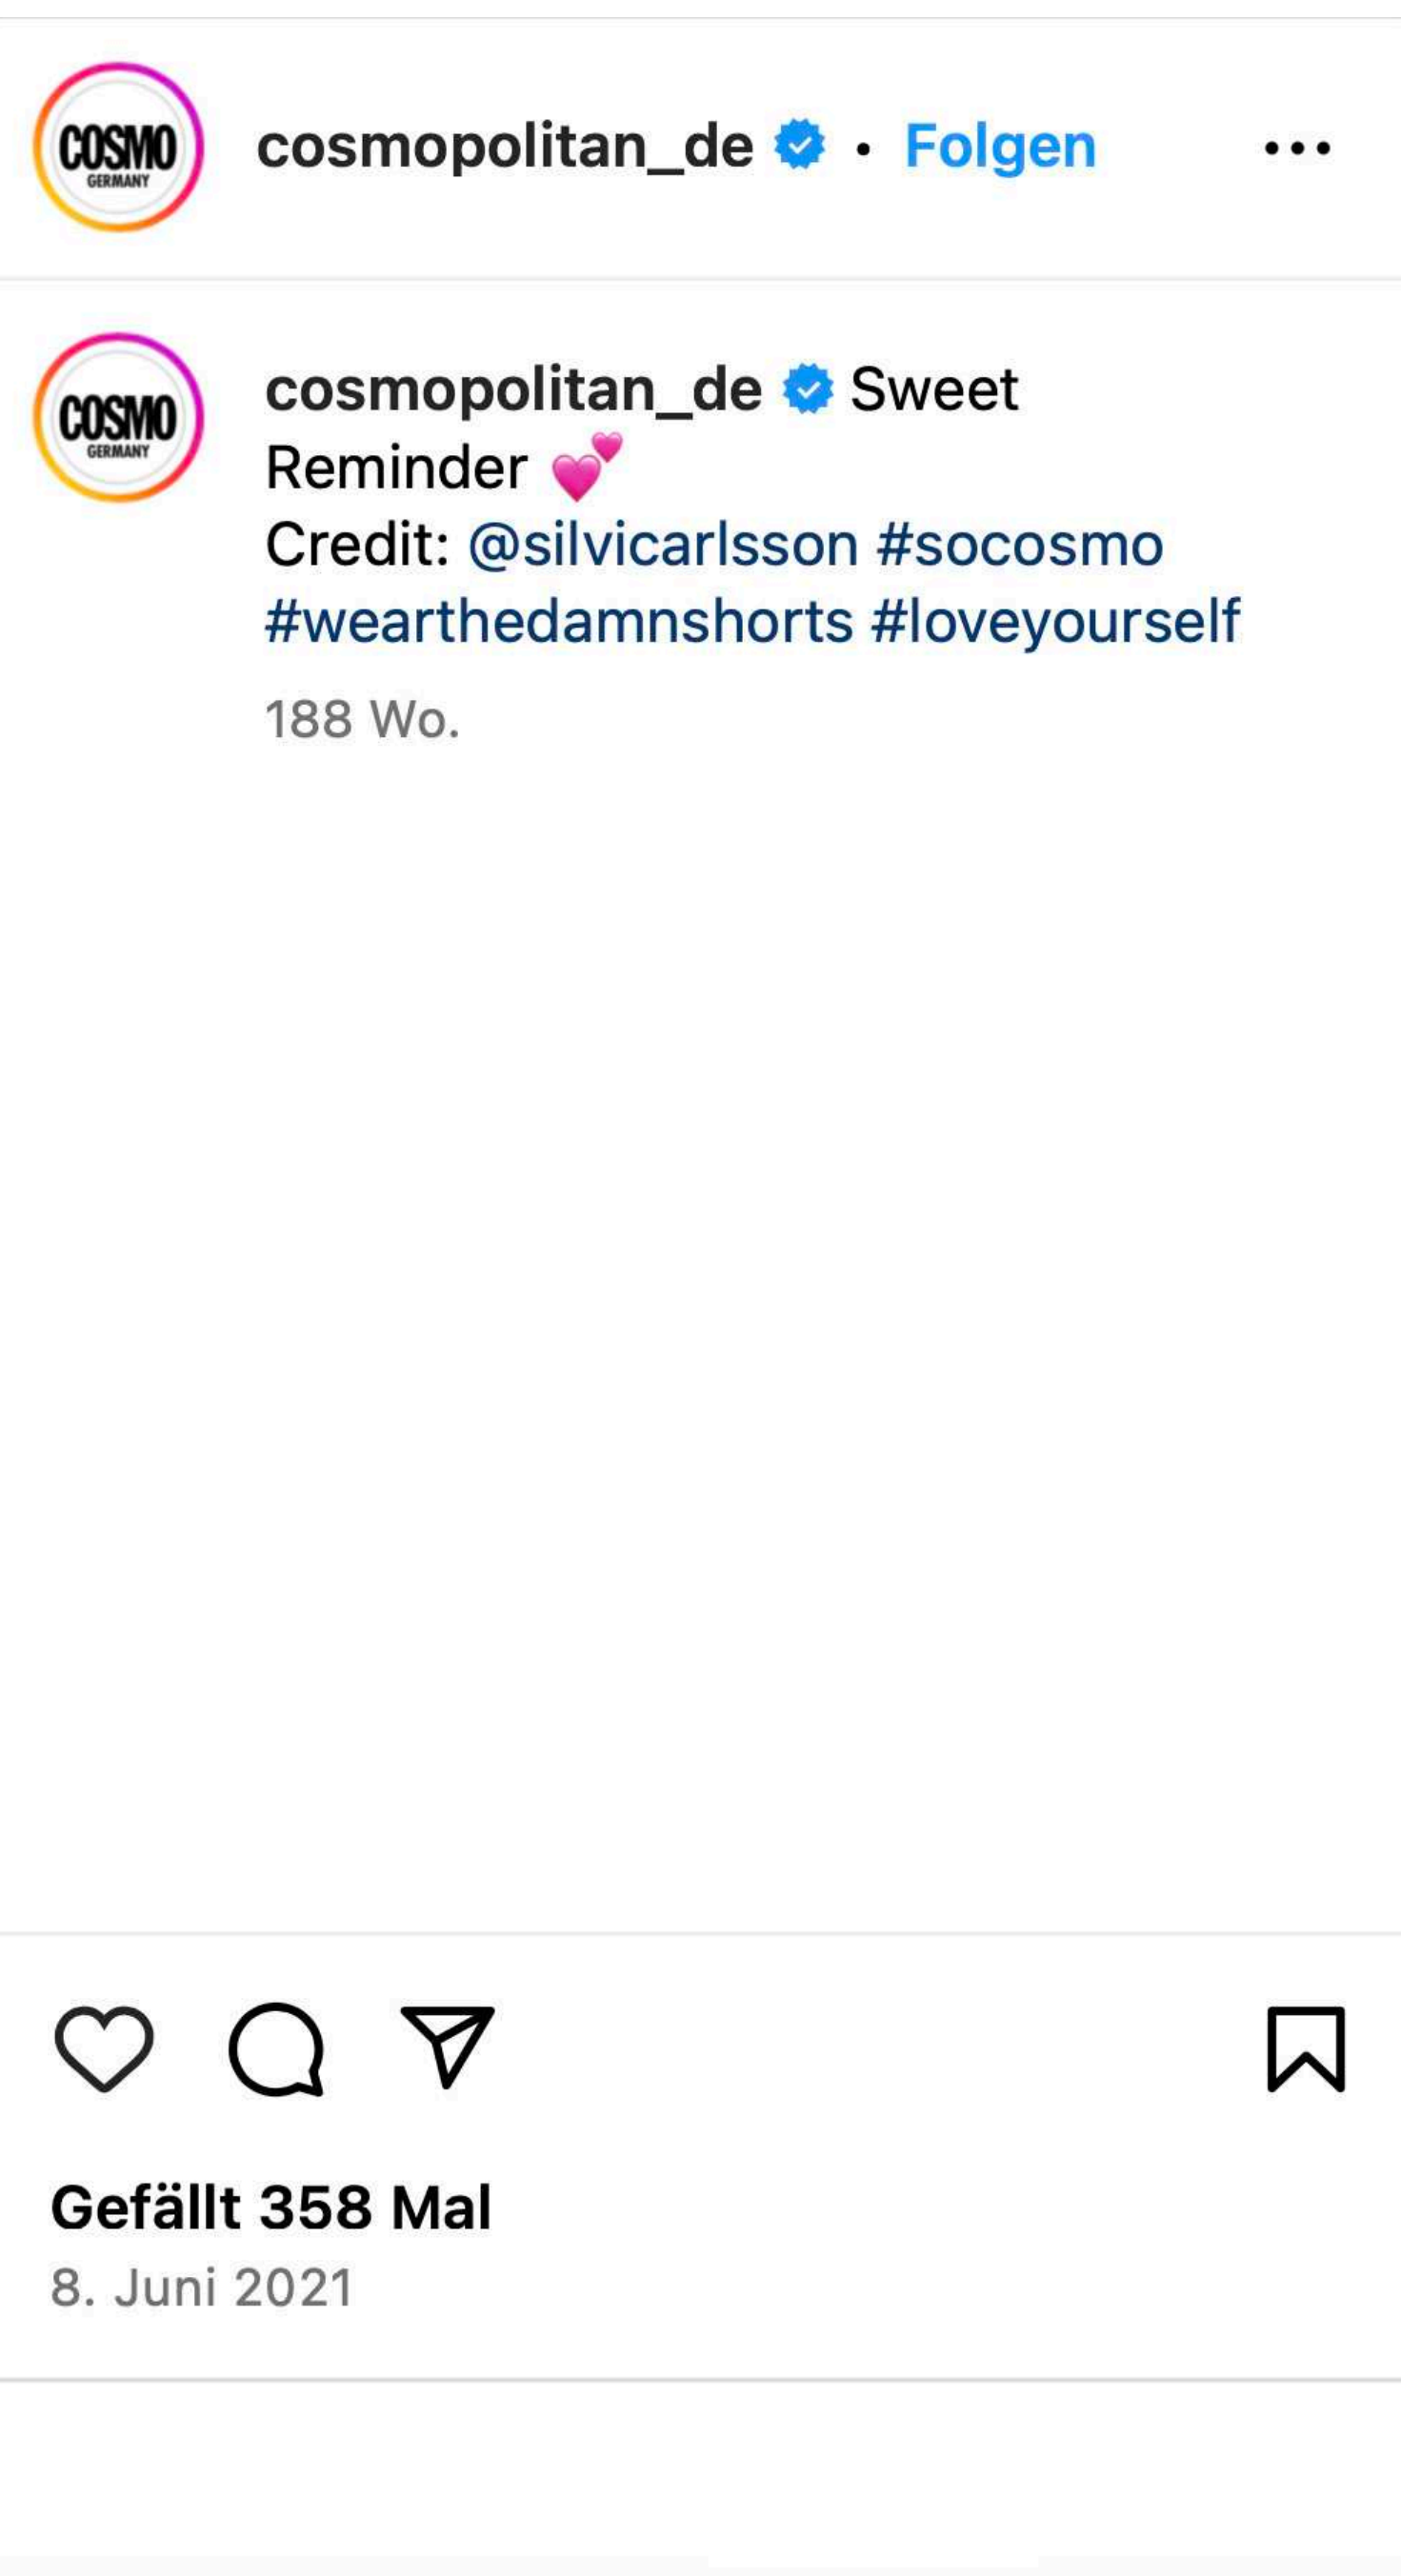 COSMO
GERMANY
cosmopolitan_de • Folgen
COSMO
GERMANY
cosmopolitan_de Sweet
Reminder 💕
Credit: @silvicarlsson #socosmo
#wearthedamnshorts #loveyourself
188 Wo.
Gefällt 358 Mal
8. Juni 2021